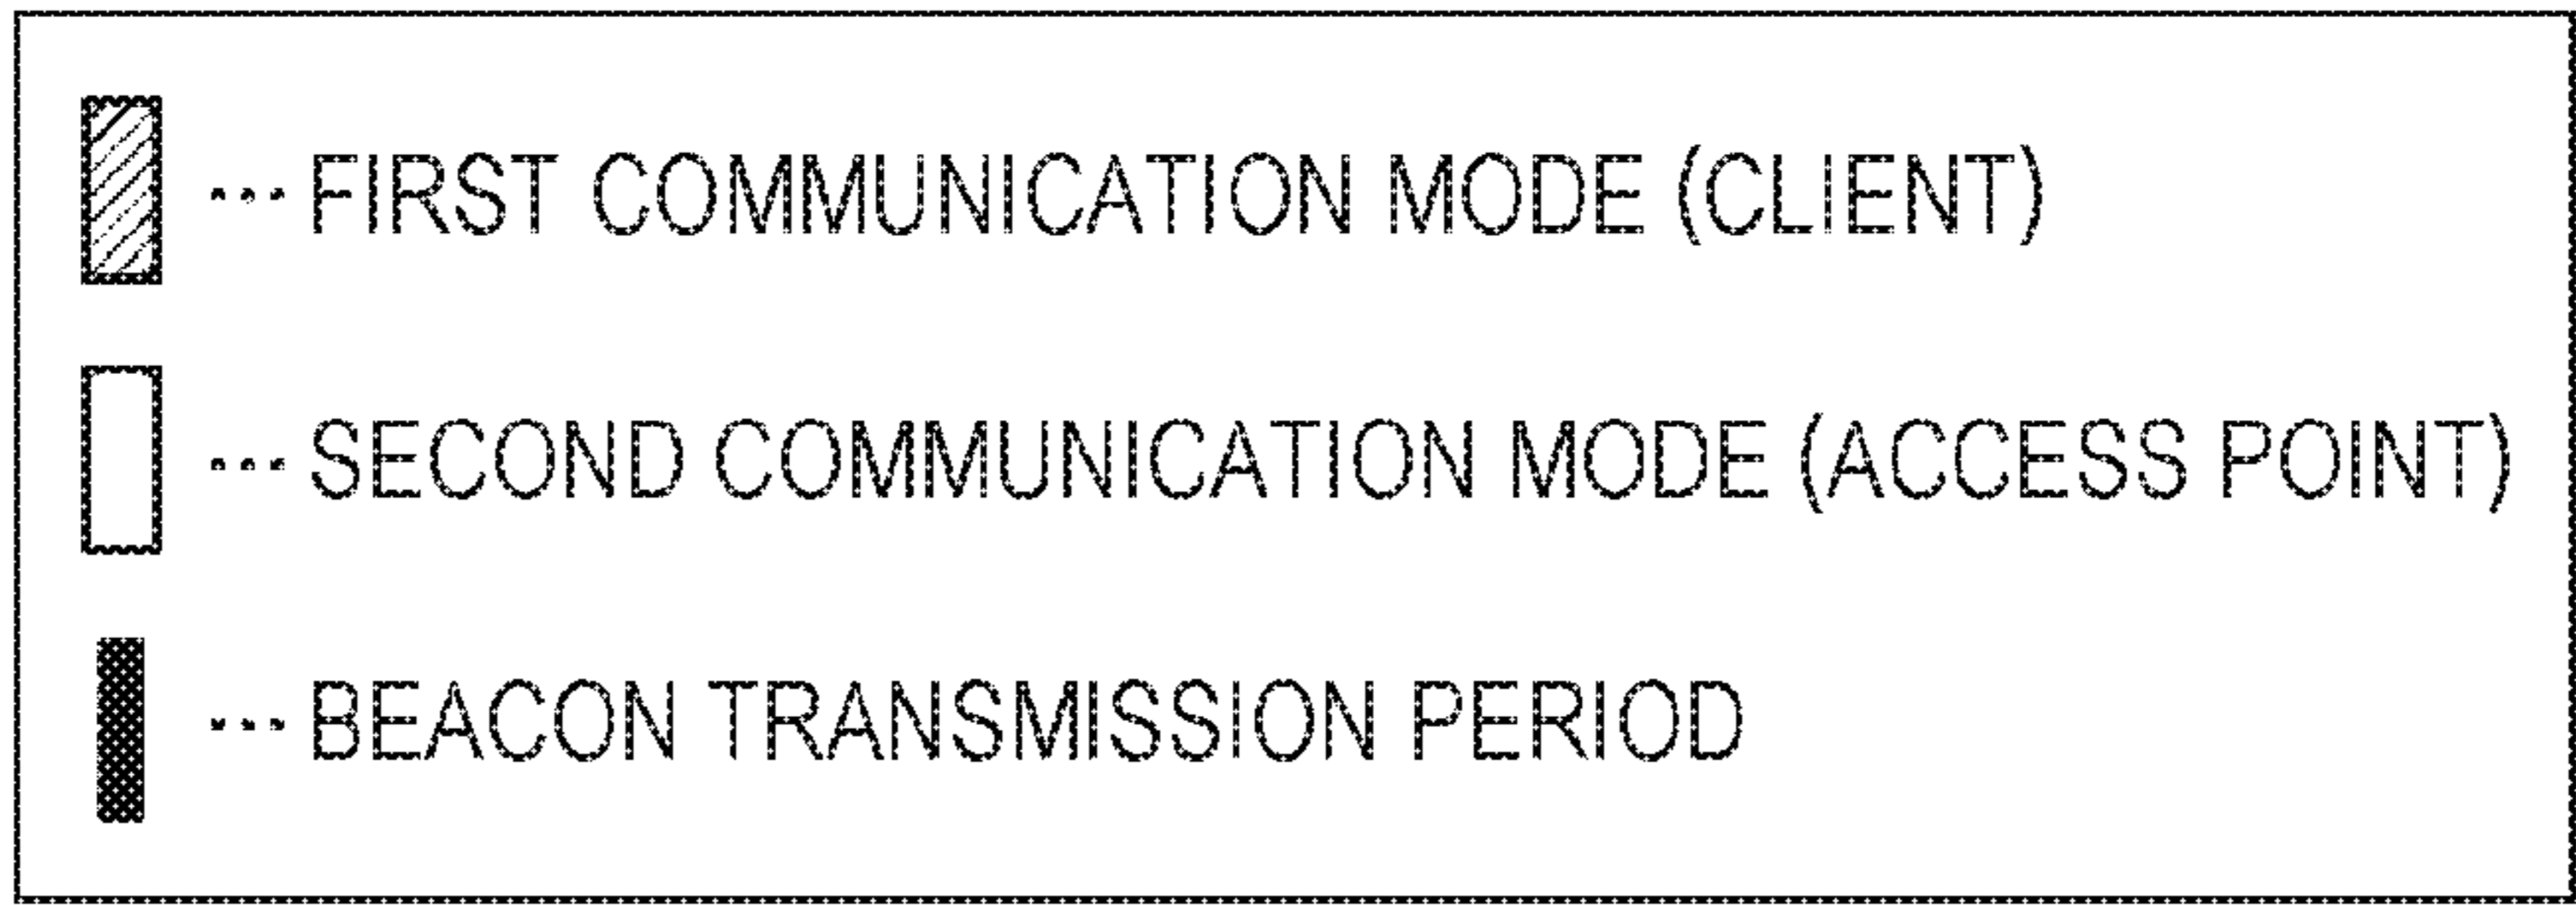 --- FIRST COMMUNICATION MODE (CLIENT)
--- SECOND COMMUNICATION MODE (ACCESS POINT)
--- BEACON TRANSMISSION PERIOD